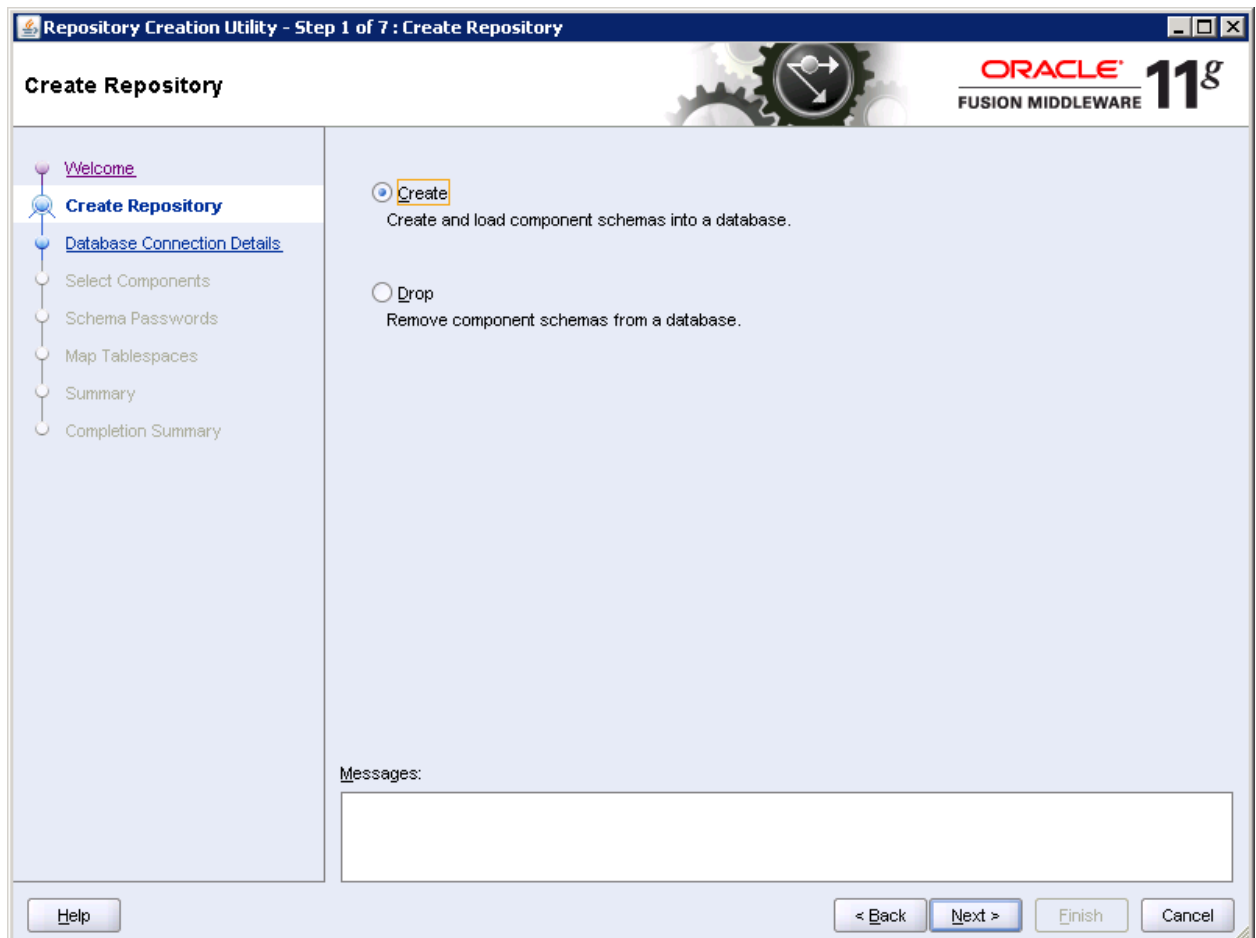 Repository Creation Utility - Step 1 of 7 : Create Repository
Create Repository
ORACLE
FUSION MIDDLEWARE
11g
Welcome
Create Repository
Database Connection Details
Select Components
Schema Passwords
Map Tablespaces
Summary
Completion Summary
Create
Create and load component schemas into a database.
Drop
Remove component schemas from a database.
Messages:
Help
< Back
Next >
Finish
Cancel